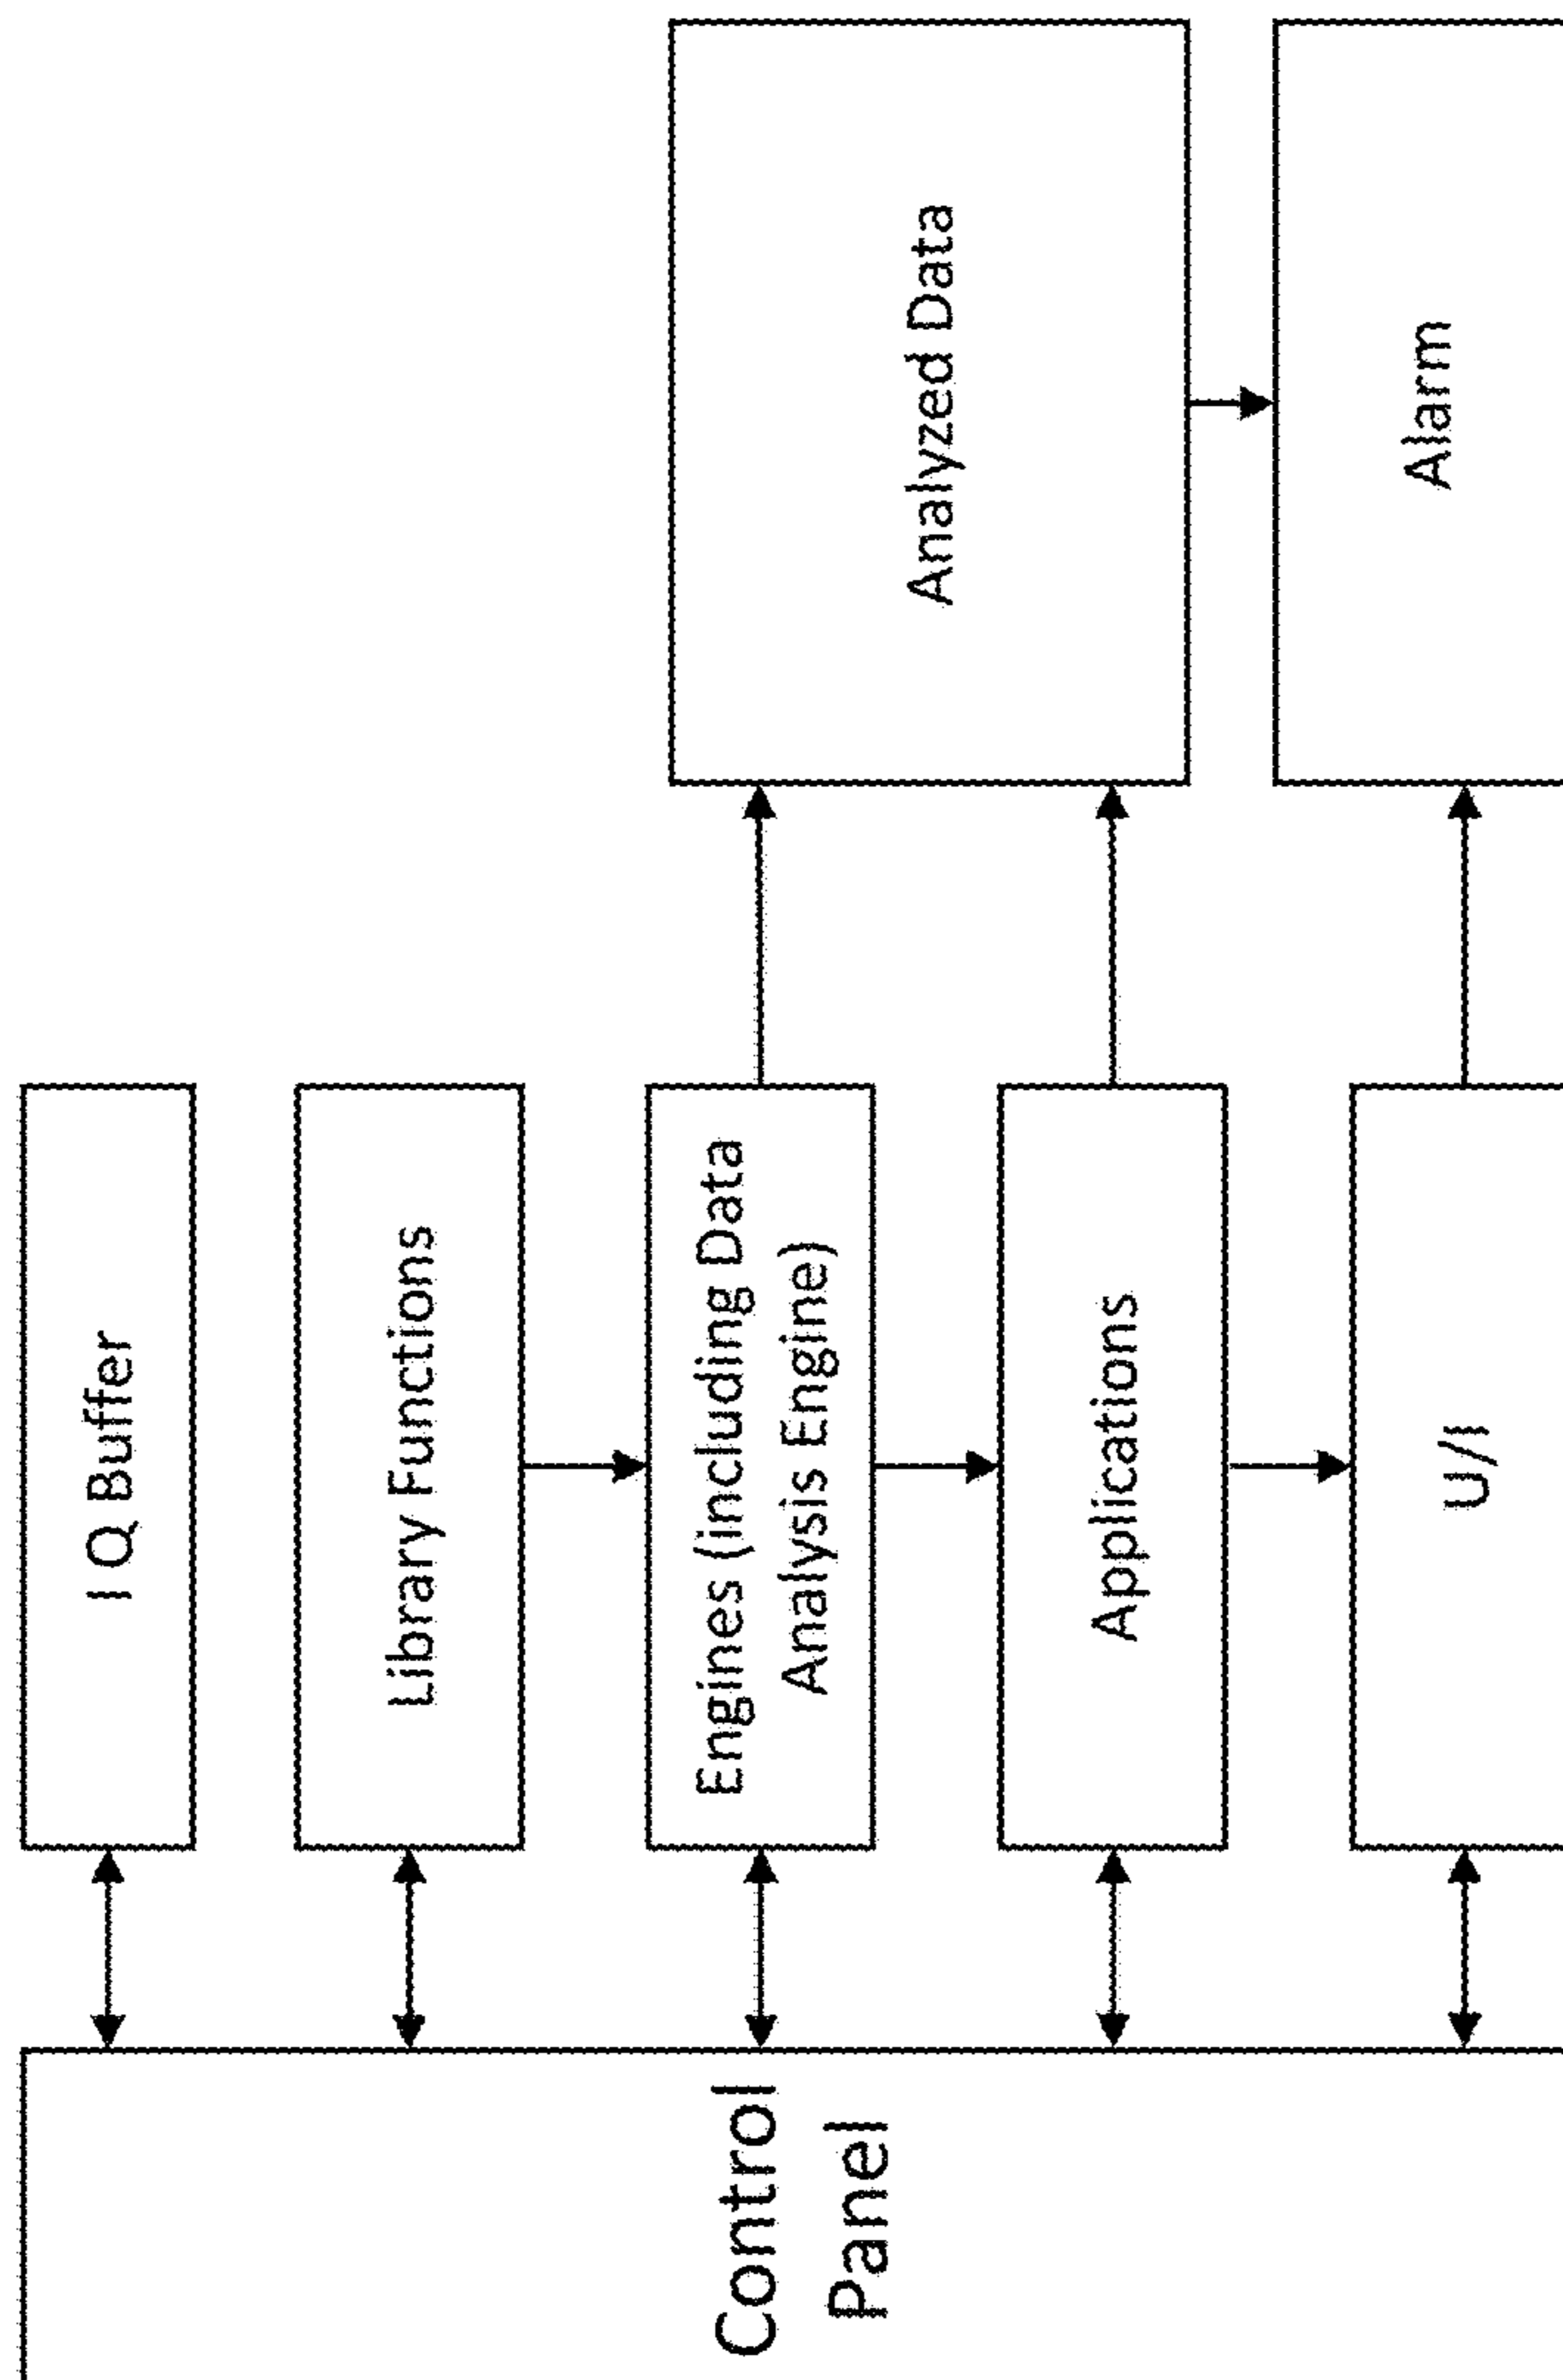 I Q Buffer
Library Functions
Engines (including Data
Analysis Engine)
Applications
U/I
Analyzed Data
Alarm
Control
Panel